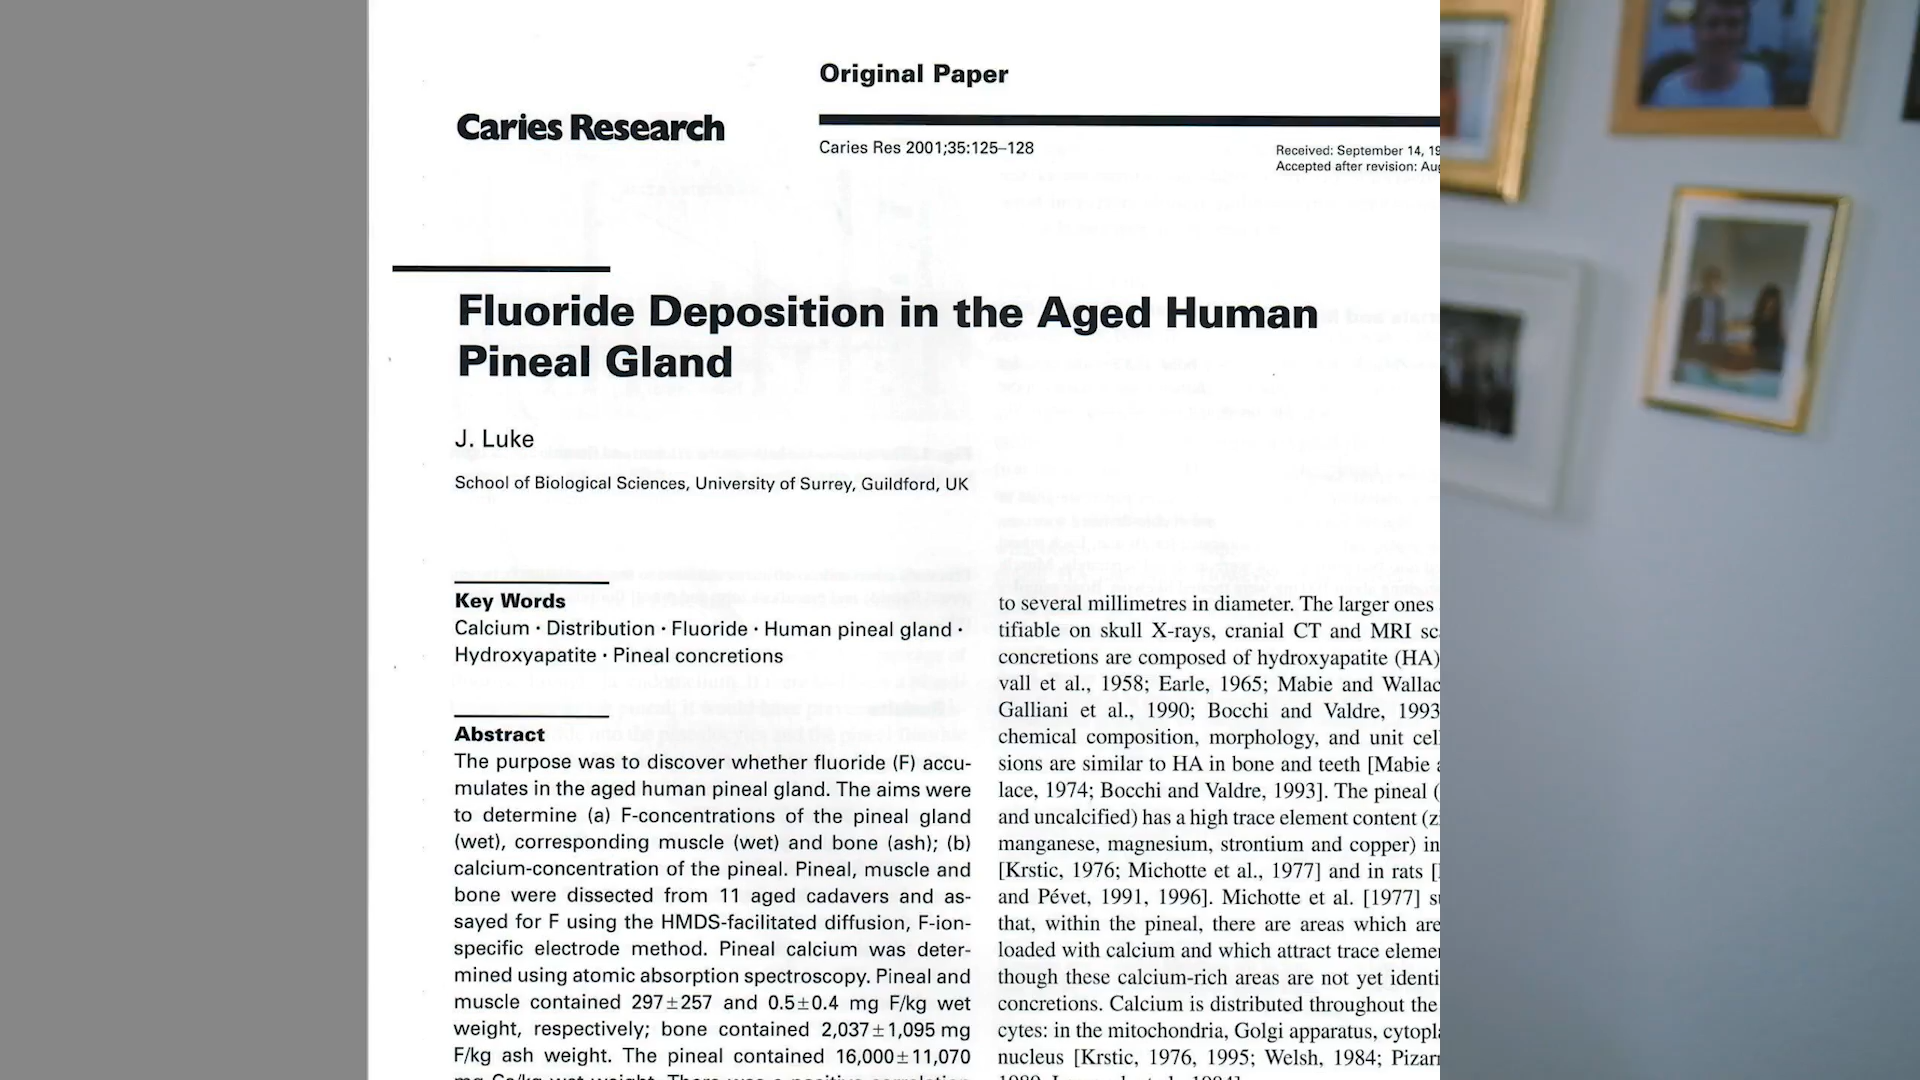 Original Paper
Caries Research
Caries Res 2001;35:125–128
Received: September 14, 19
Accepted after revision: Aug
Fluoride Deposition in the Aged Human
Pineal Gland
J. Luke
School of Biological Sciences, University of Surrey, Guildford, UK
Key Words
Calcium · Distribution · Fluoride · Human pineal gland ·
Hydroxyapatite · Pineal concretions
Abstract
The purpose was to discover whether fluoride (F) accu-
mulates in the aged human pineal gland. The aims were
to determine (a) F-concentrations of the pineal gland
(wet), corresponding muscle (wet) and bone (ash); (b)
calcium-concentration of the pineal. Pineal, muscle and
bone were dissected from 11 aged cadavers and as-
sayed for F using the HMDS-facilitated diffusion, F-ion-
specific electrode method. Pineal calcium was deter-
mined using atomic absorption spectroscopy. Pineal and
muscle contained 297±257 and 0.5±0.4 mg F/kg wet
weight, respectively; bone contained 2,037±1,095 mg
F/kg ash weight. The pineal contained 16,000±11,070
to several millimetres in diameter. The larger ones
tifiable on skull X-rays, cranial CT and MRI sc
concretions are composed of hydroxyapatite (HA)
vall et al., 1958; Earle, 1965; Mabie and Wallac
Galliani et al., 1990; Bocchi and Valdre, 1993
chemical composition, morphology, and unit cel
sions are similar to HA in bone and teeth [Mabie
lace, 1974; Bocchi and Valdre, 1993]. The pineal (
and uncalcified) has a high trace element content (z
manganese, magnesium, strontium and copper) in
[Krstic, 1976; Michotte et al., 1977] and in rats [
and Pévet, 1991, 1996]. Michotte et al. [1977] s
that, within the pineal, there are areas which are
loaded with calcium and which attract trace eleme
though these calcium-rich areas are not yet identi
concretions. Calcium is distributed throughout the
cytes: in the mitochondria, Golgi apparatus, cytopl
nucleus [Krstic, 1976, 1995; Welsh, 1984; Pizar